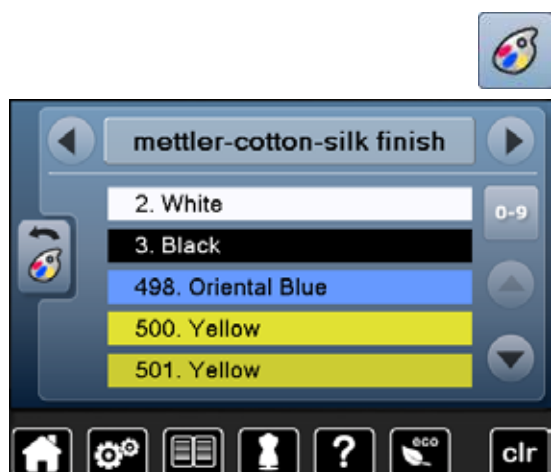 mettler-cotton-silk finish
2. White
0-9
3. Black
498. Oriental Blue
500. Yellow
501. Yellow
? eco clr